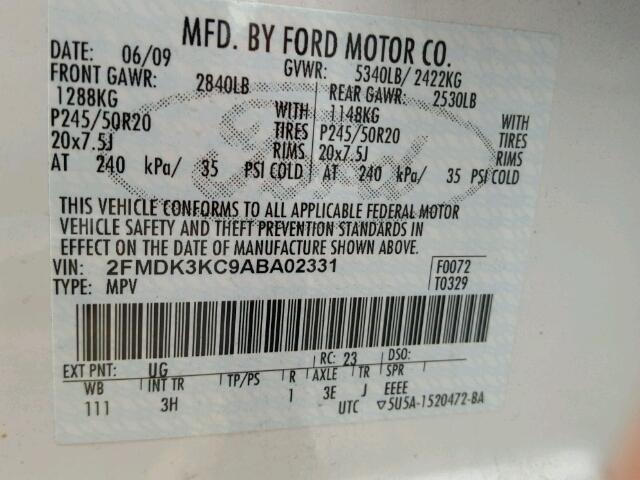 MFD. BY FORD MOTOR CO.
DATE: 06/09 GVWR: 5340LB/ 2422KG
FRONT GAWR: 2840LB REAR GAWR: 2530LB
1288KG WITH 1148KG WITH
P245/50R20 TIRES P245/50R20 TIRES
20x7.5J RIMS 20x7.5J RIMS
AT 240 kPa/ 35 PSI COLD AT 240 kPa/ 35 PSI COLD
Ford
THIS VEHICLE CONFORMS TO ALL APPLICABLE FEDERAL MOTOR
VEHICLE SAFETY AND THEFT PREVENTION STANDARDS IN
EFFECT ON THE DATE OF MANUFACTURE SHOWN ABOVE.
VIN: 2FMDK3KC9ABA02331 F0072
TYPE: MPV T0329
EXT PNT: UG RC: 23 DSO:
WB INT TR TP/PS R AXLE TR SPR
111 3H 1 3E J EEEE
UTC ▽5U5A-1520472-BA